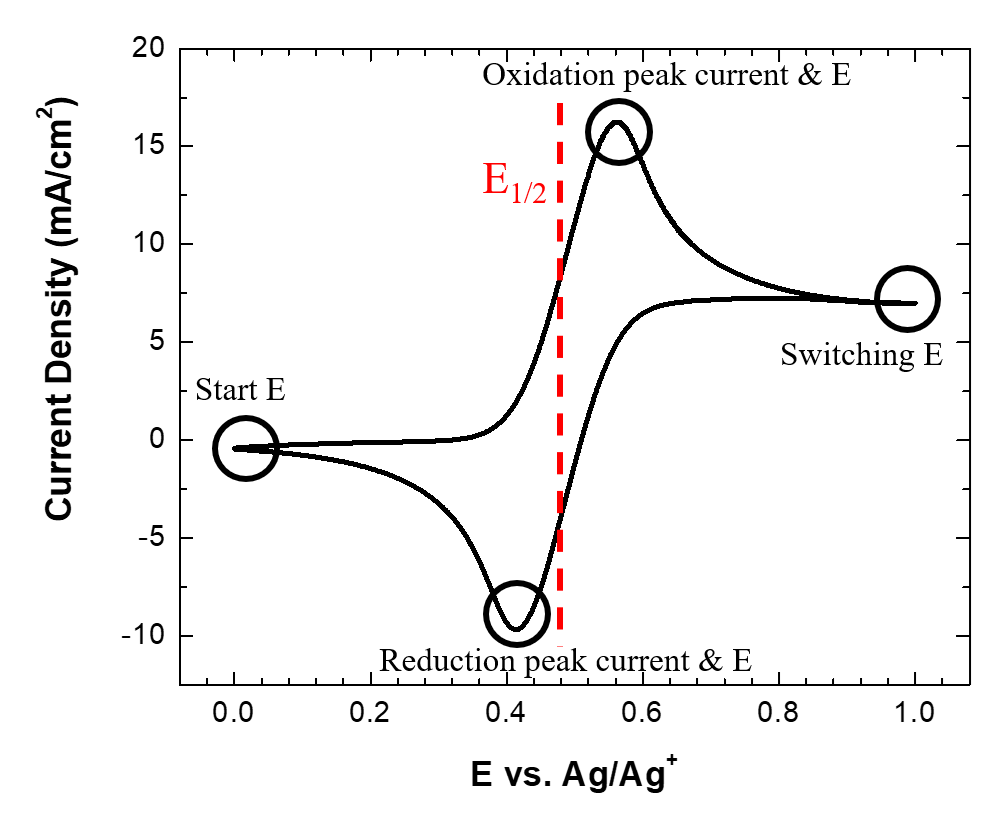 20
Oxidation peak current & E
15
E1/2
10
5
Switching E
Start E
0
-5
-10
Reduction peak current & E
0.0 0.2 0.4 0.6 0.8 1.0
E vs. Ag/Ag+
Current Density (mA/cm2)